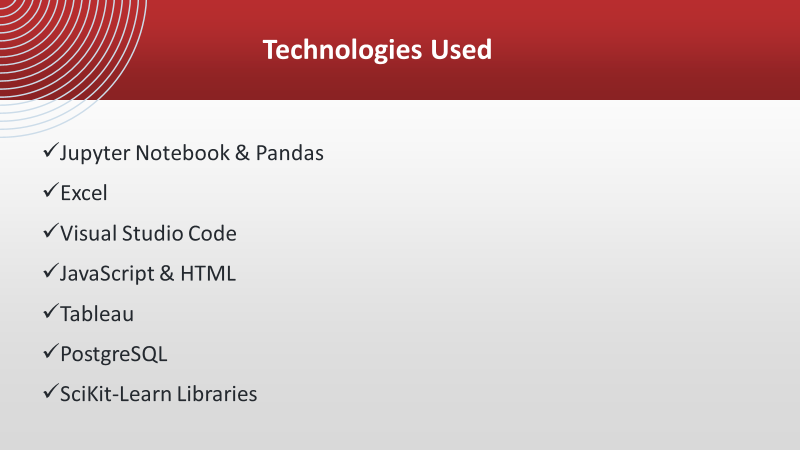 Technologies Used
✓Jupyter Notebook & Pandas
✓Excel
✓Visual Studio Code
✓JavaScript & HTML
✓Tableau
✓PostgreSQL
✓SciKit-Learn Libraries